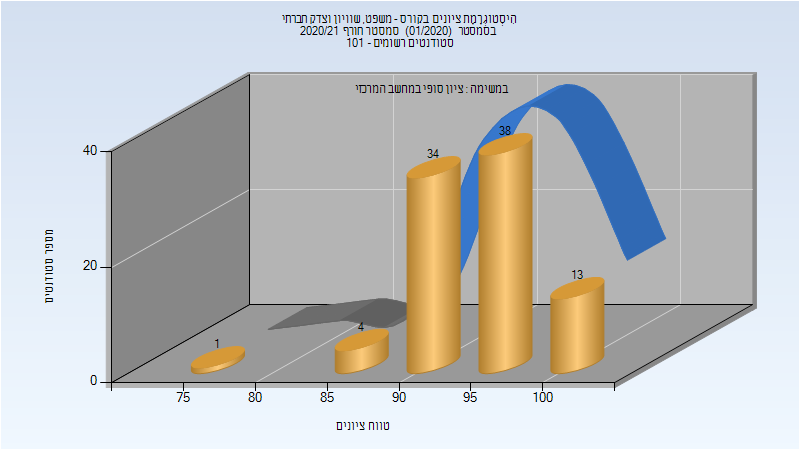 היסטוגרמת ציונים בקורס - משפט, שוויון וצדק חברתי
בסמסטר (01/2020) סמסטר חורף 2020/21
סטודנטים רשומים - 101
במשימה : ציון סופי במחשב המרכזי
40
20
0
מספר סטודנטים
1
4
34
38
13
75
80
85
90
95
100
טווח ציונים